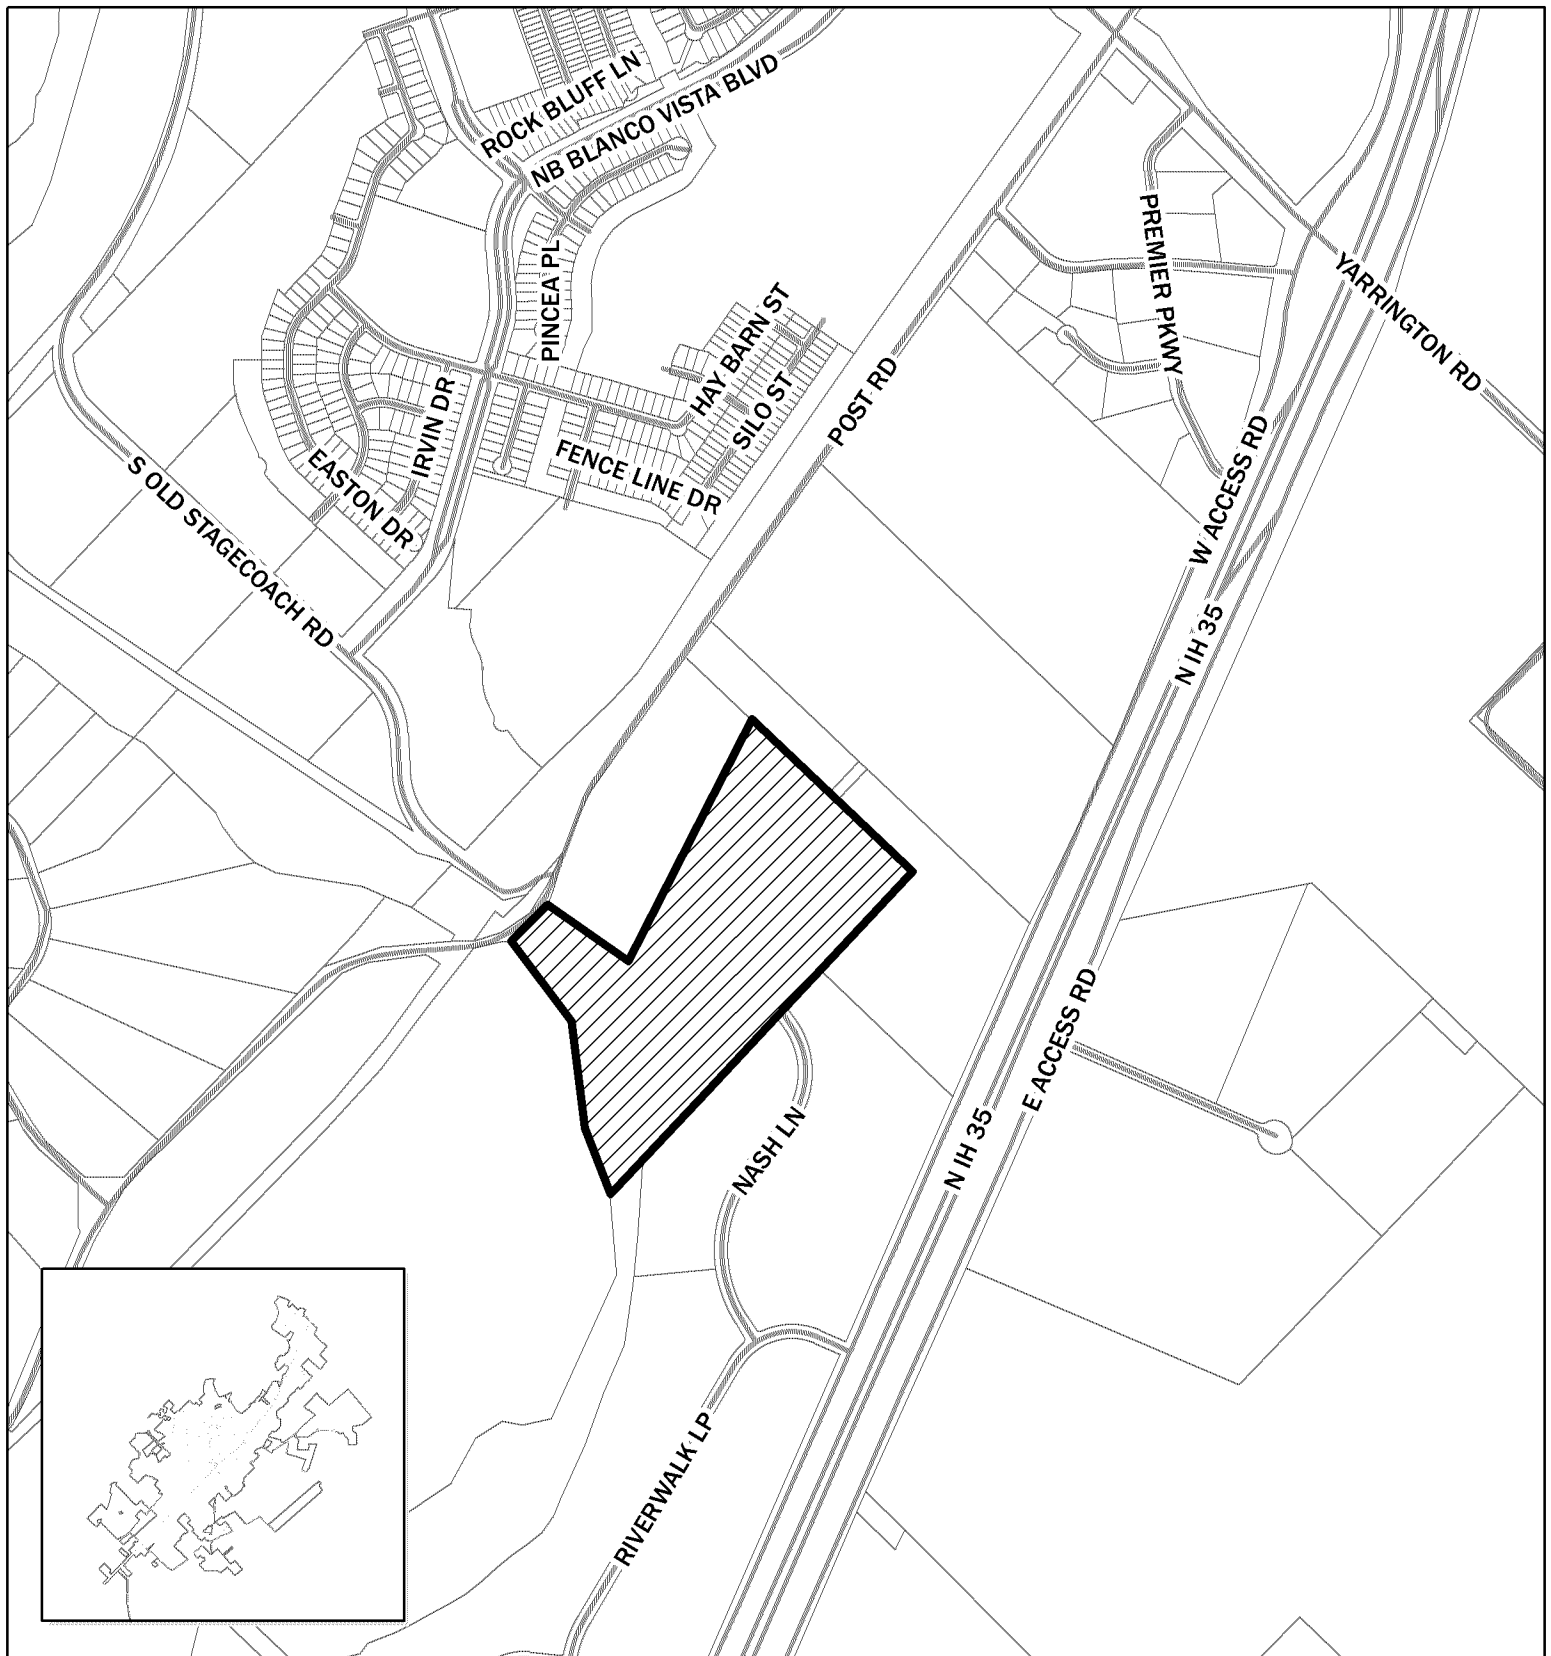 ROCK BLUFF LN
NB BLANCO VISTA BLVD
PINCEA PL
PREMIER PKWY
YARRINGTON RD
HAY BARN ST
SILO ST
POST RD
IRVIN DR
EASTON DR
FENCE LINE DR
S OLD STAGECOACH RD
W ACCESS RD
N IH 35
E ACCESS RD
N IH 35
NASH LN
RIVERWALK LP